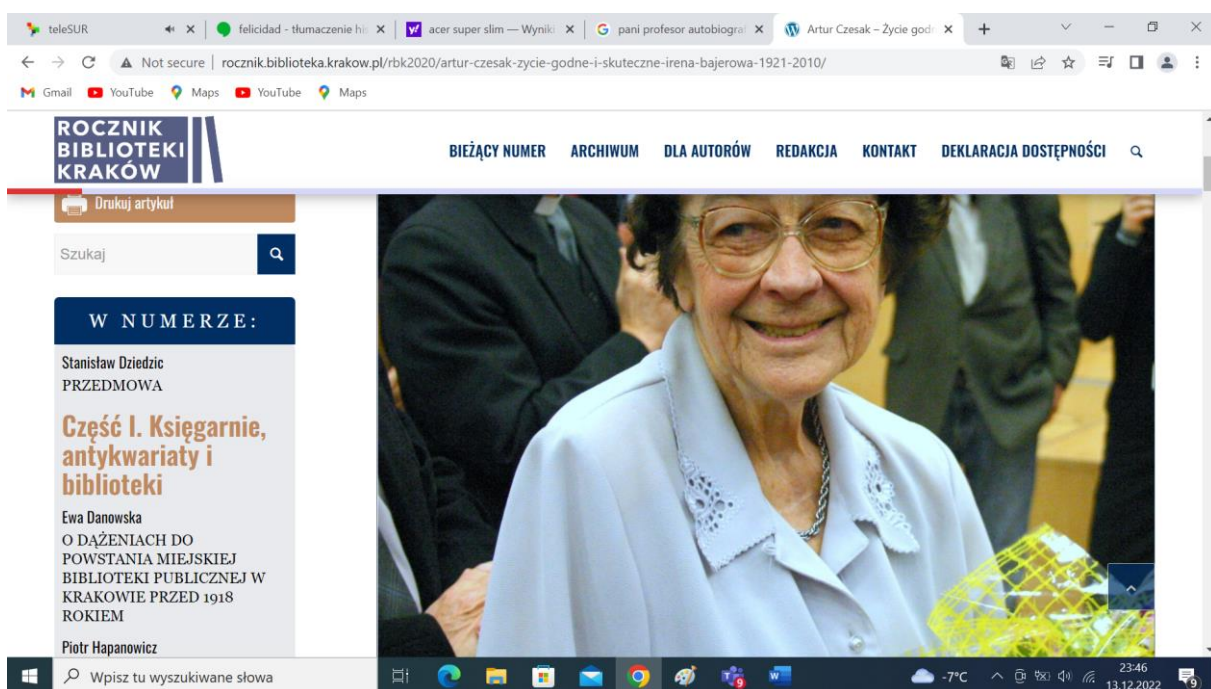 teleSUR
felicidad - tłumaczenie his
acer super slim — Wyniki
pani profesor autobiograf
Artur Czesak – Życie godn
Not secure | rocznik.biblioteka.krakow.pl/rbk2020/artur-czesak-zycie-godne-i-skuteczne-irena-bajerowa-1921-2010/
Gmail YouTube Maps YouTube Maps
ROCZNIK
BIBLIOTEKI
KRAKÓW
BIEŻĄCY NUMER ARCHIWUM DLA AUTORÓW REDAKCJA KONTAKT DEKLARACJA DOSTĘPNOŚCI
Drukuj artykuł
Szukaj
W NUMERZE:
Stanisław Dziedzic
PRZEDMOWA
Część I. Księgarnie,
antykwariaty i
biblioteki
Ewa Danowska
O DĄŻENIACH DO
POWSTANIA MIEJSKIEJ
BIBLIOTEKI PUBLICZNEJ W
KRAKOWIE PRZED 1918
ROKIEM
Piotr Hapanowicz
Wpisz tu wyszukiwane słowa
9
-7°C
23:46
13.12.2022
9